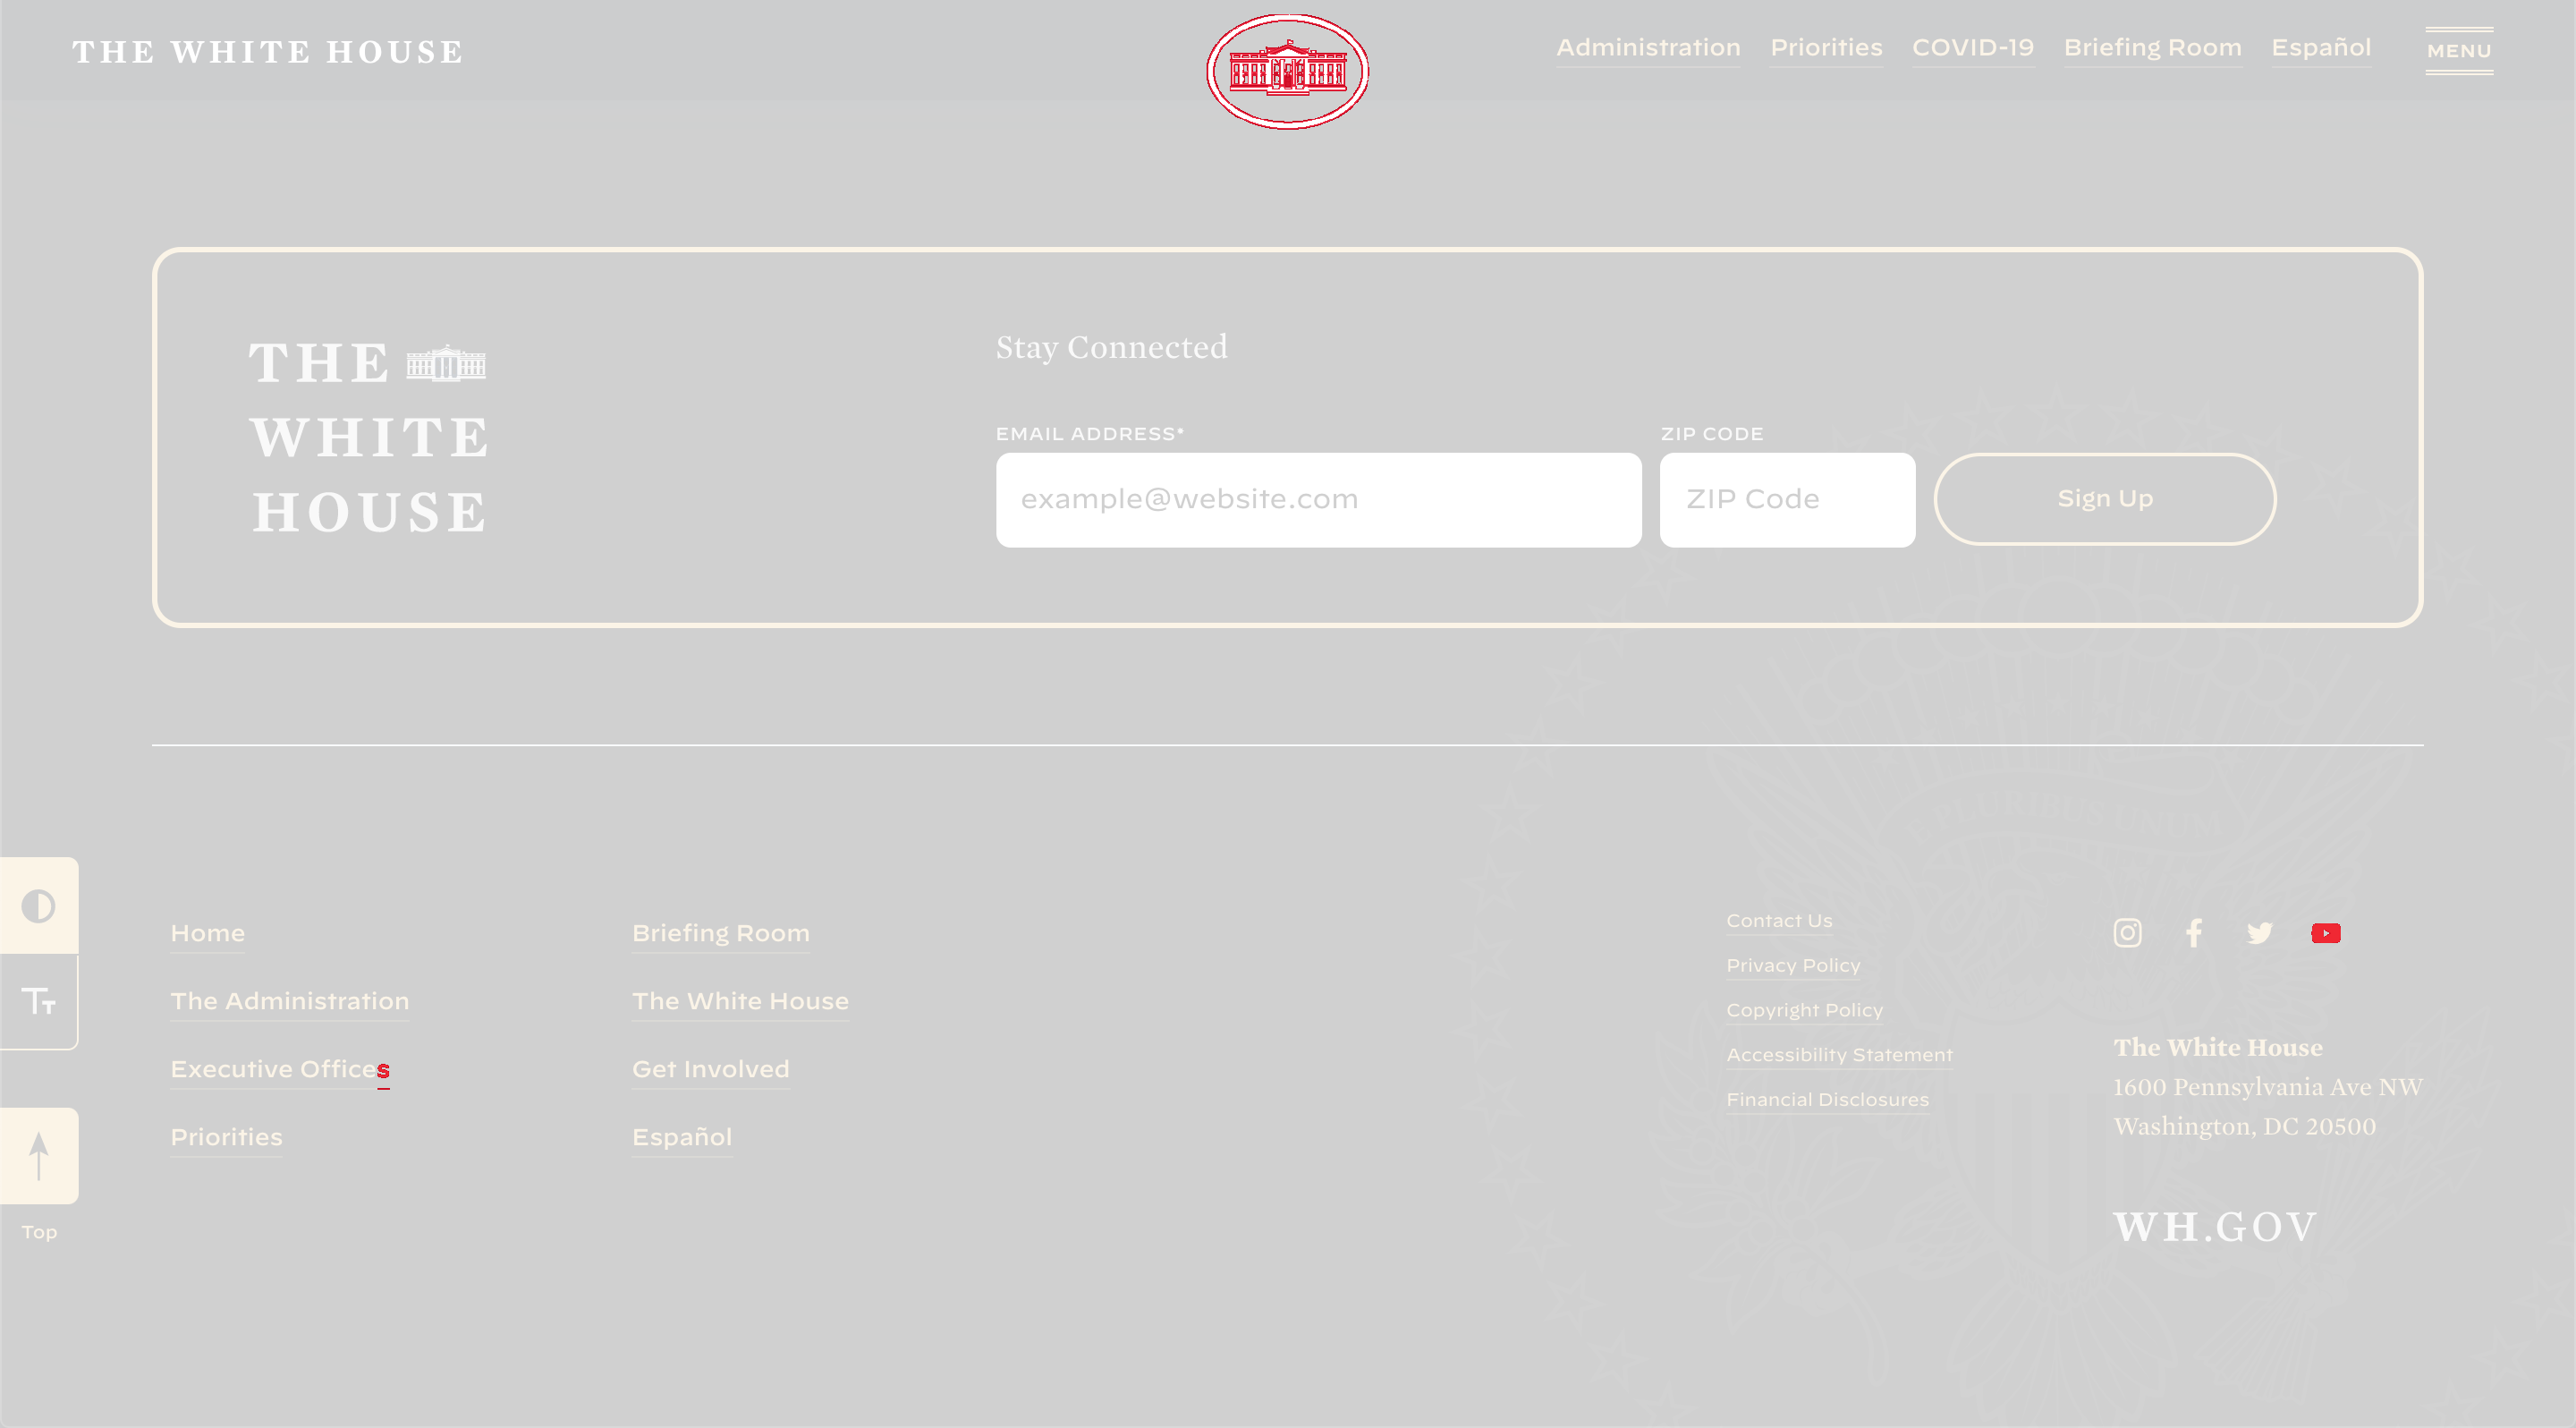 THE WHITE HOUSE
Administration Priorities COVID-19 Briefing Room Español MENU
THE
WHITE
HOUSE
Stay Connected
EMAIL ADDRESS*
example@website.com
ZIP CODE
ZIP Code
Sign Up
Home
The Administration
Executive Offices
Priorities
Briefing Room
The White House
Get Involved
Español
Contact Us
Privacy Policy
Copyright Policy
Accessibility Statement
Financial Disclosures
The White House
1600 Pennsylvania Ave NW
Washington, DC 20500
WH.GOV
Tт
Top
PLURIBUS UNUM